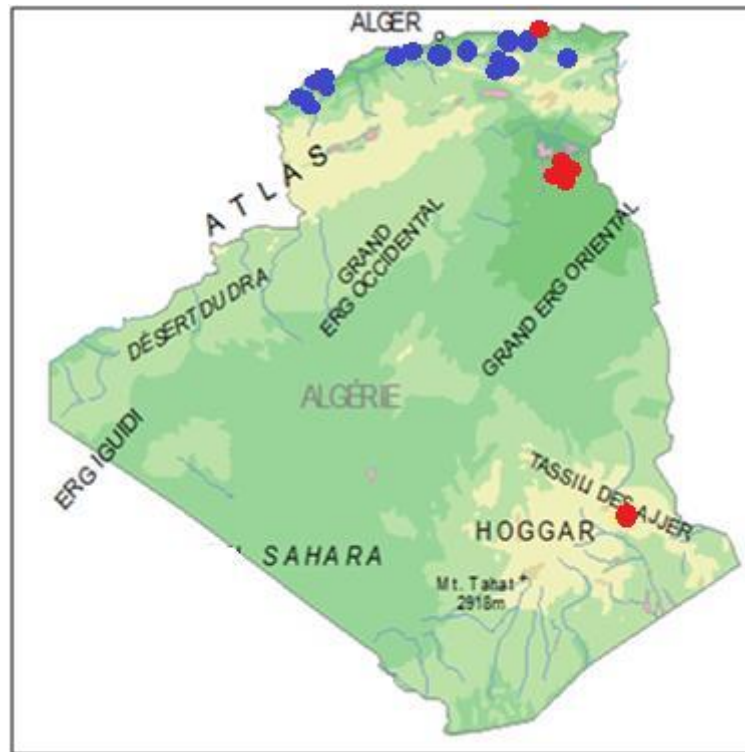 ALGER
ATLAS
GRAND
ERG OCCIDENTAL
DÉSERT DU DRA
GRAND ERG ORIENTAL
ALGÉRIE
ERG IGUIDI
TASSILI DES AJJER
HOGGAR
SAHARA
Mt. Tahat
2918m